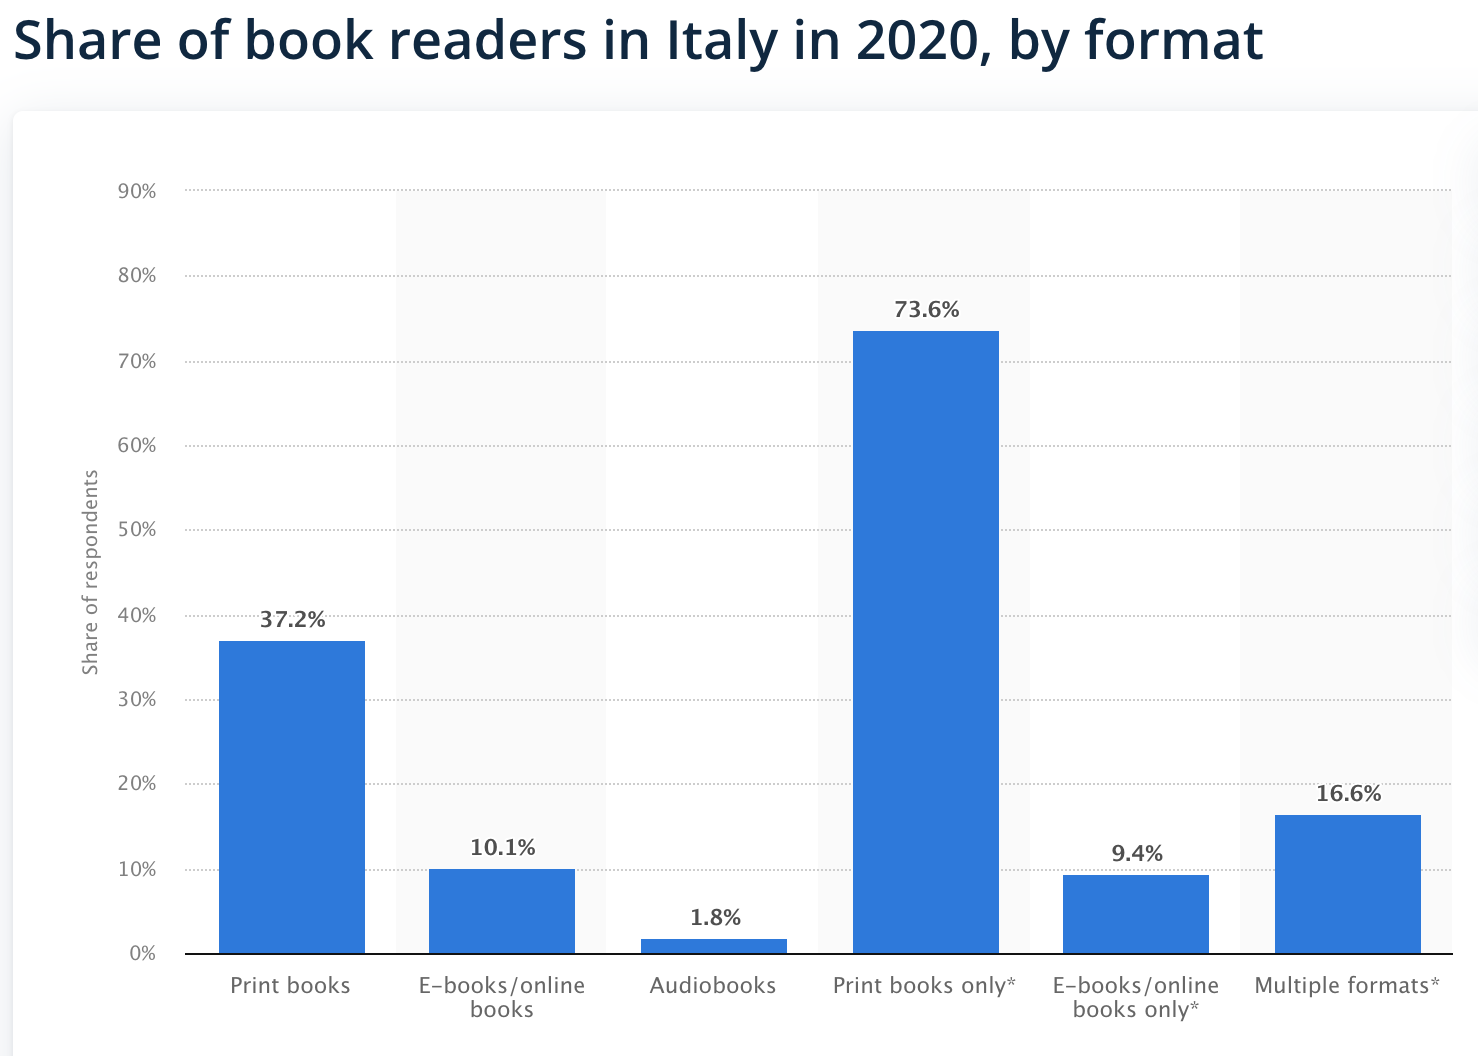 Share of book readers in Italy in 2020, by format
90%
80%
70%
60%
50%
40%
30%
20%
10%
0%
Share of respondents
37.2%
10.1%
1.8%
73.6%
9.4%
16.6%
Print books
E-books/online
books
Audiobooks
Print books only*
E-books/online
books only*
Multiple formats*